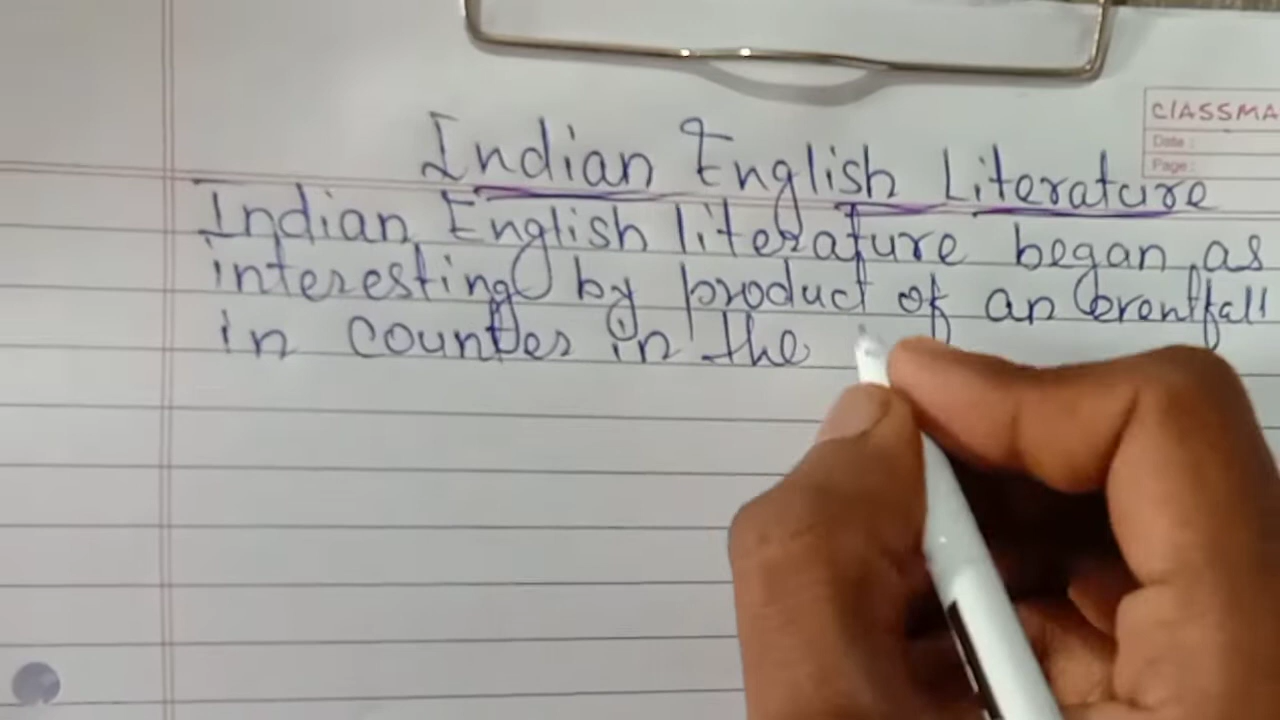 Indian English Literature
CLASSMA
Date :
Page :
Indian English literature began as
interesting by product of an
in counter in the